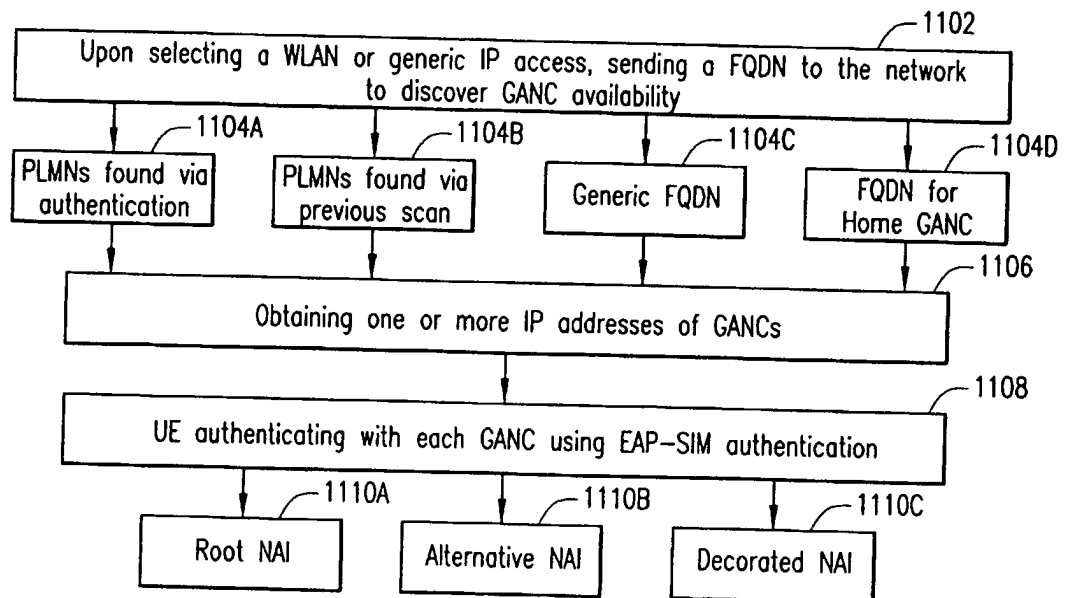 1102
Upon selecting a WLAN or generic IP access, sending a FQDN to the network
to discover GANC availability
1104A
1104B
1104C
1104D
PLMNs found via
authentication
PLMNs found via
previous scan
Generic FQDN
FQDN for
Home GANC
1106
Obtaining one or more IP addresses of GANCs
1108
UE authenticating with each GANC using EAP-SIM authentication
1110A
1110B
1110C
Root NAI
Alternative NAI
Decorated NAI